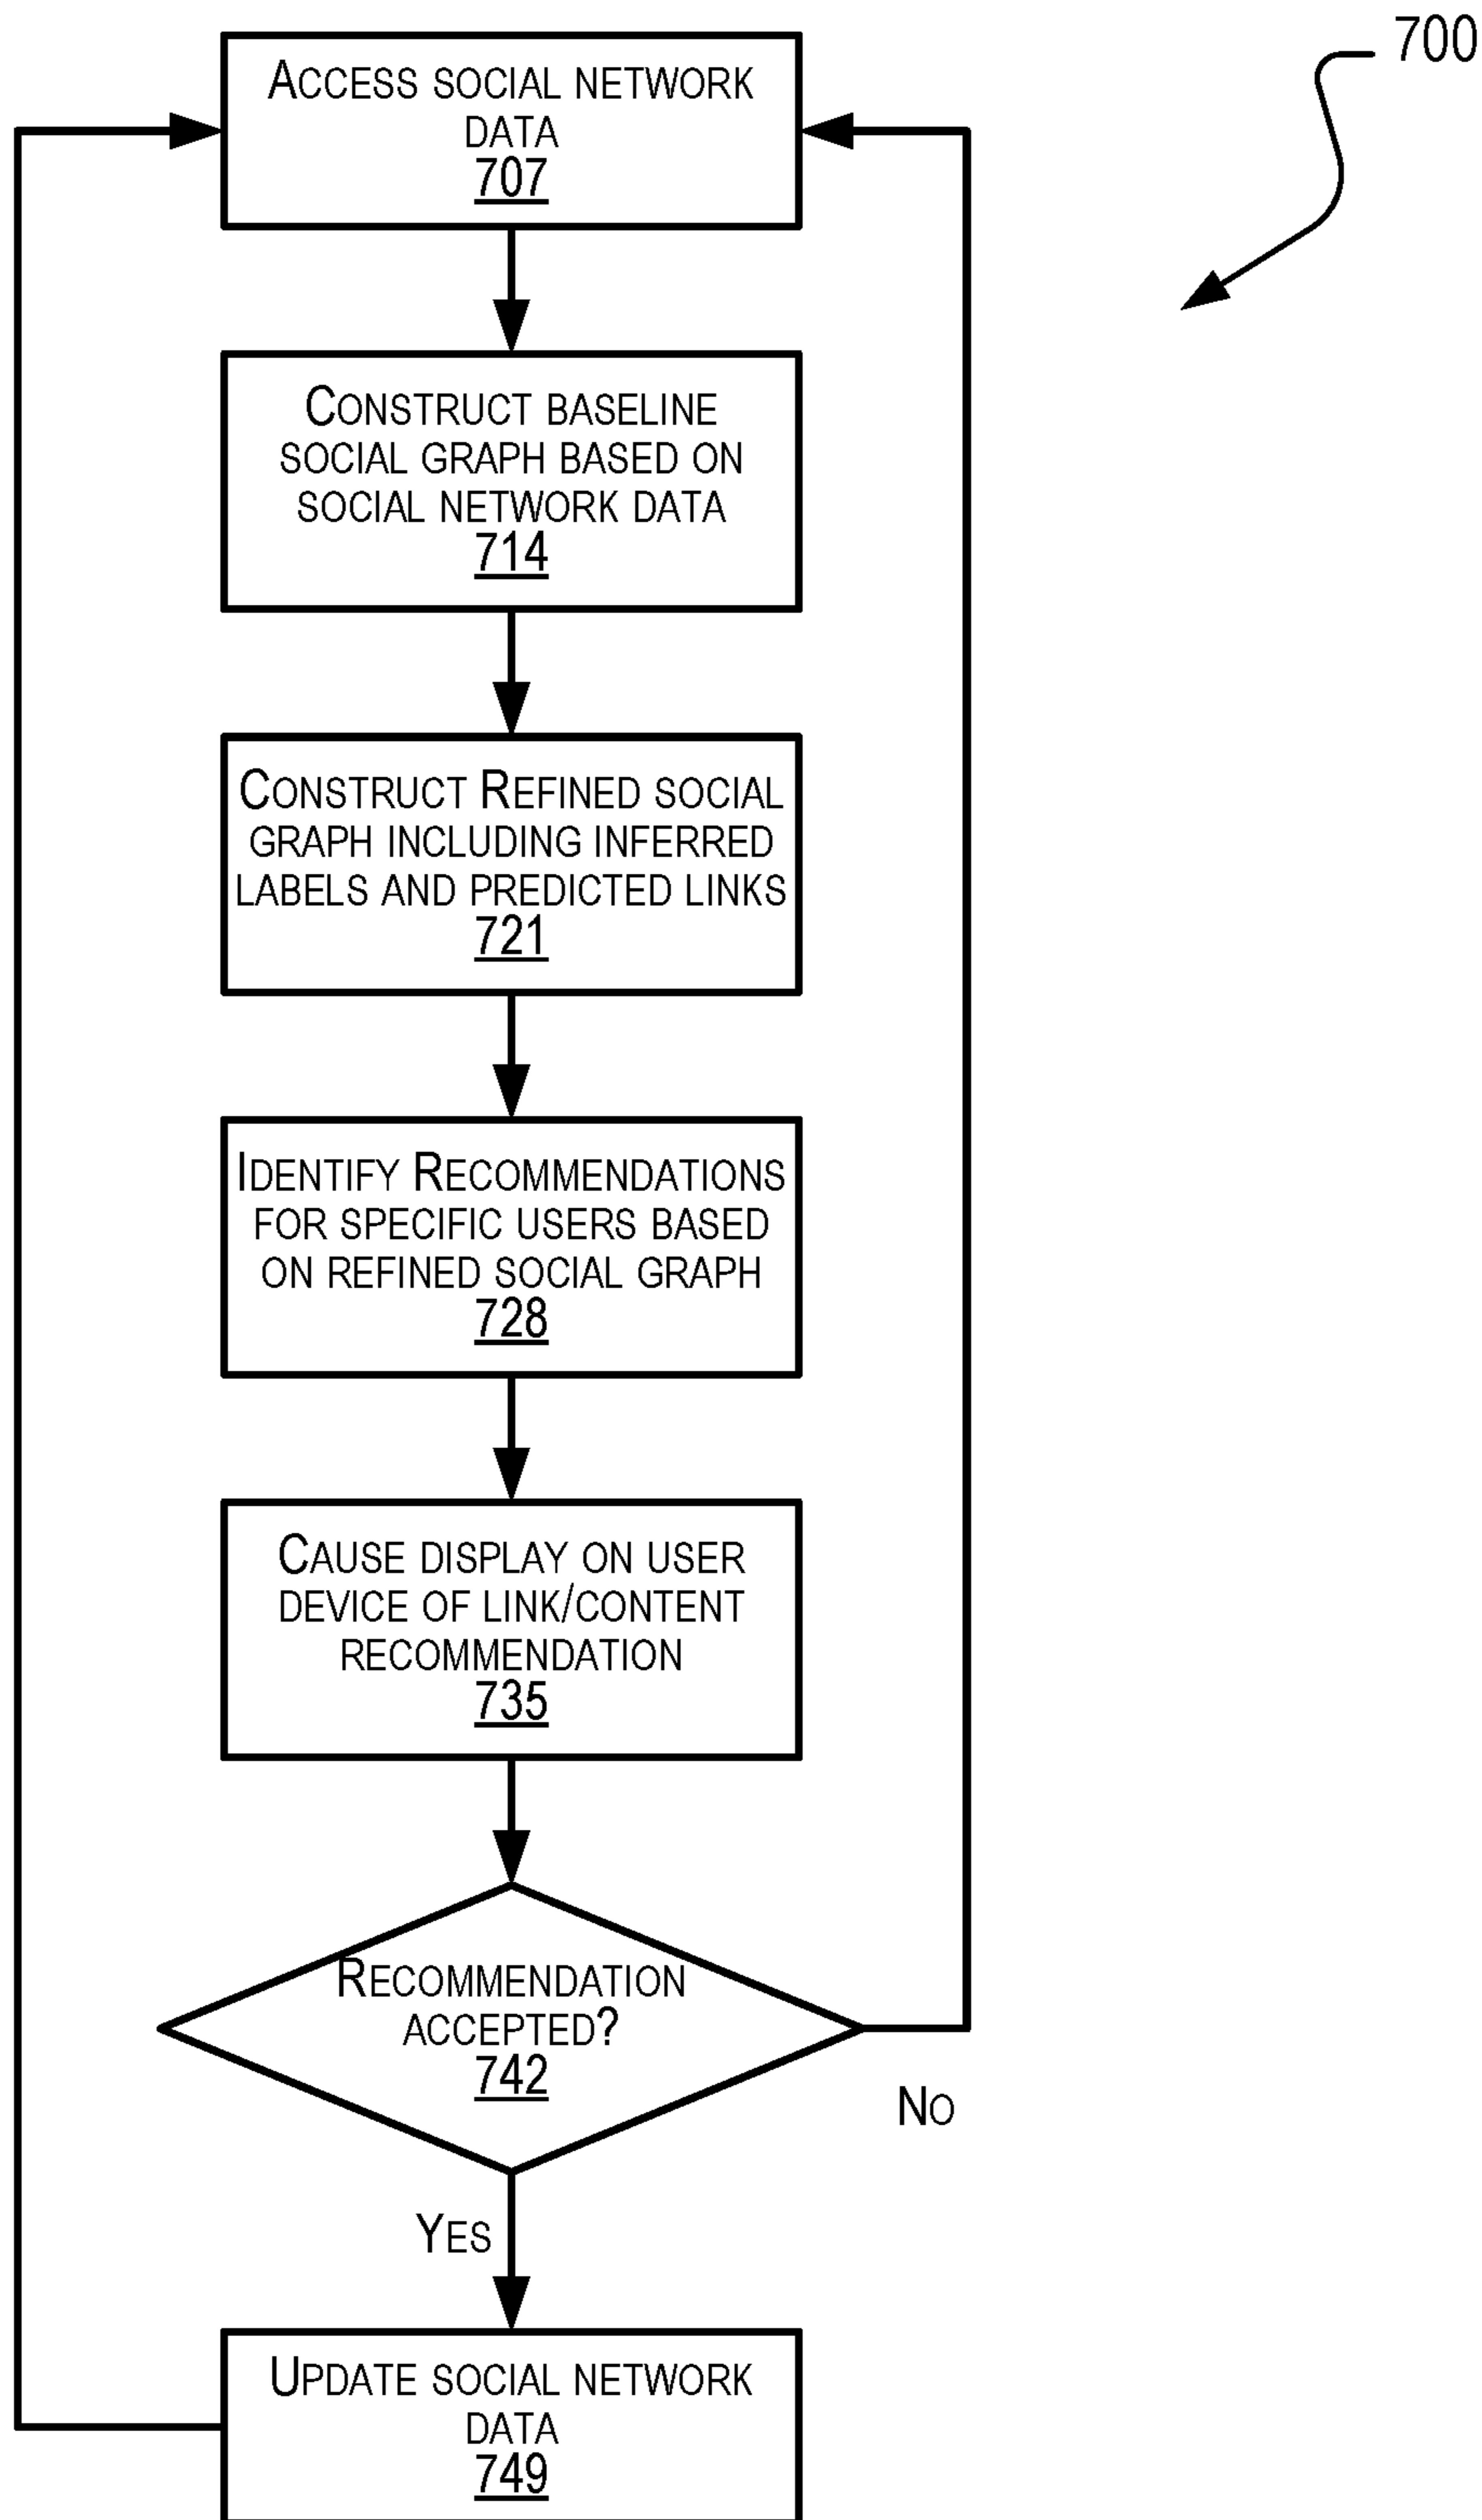 700
Access social network
data
707
Construct baseline
social graph based on
social network data
714
Construct Refined social
graph including inferred
labels and predicted links
721
Identify Recommendations
for specific users based
on refined social graph
728
Cause display on user
device of link/content
recommendation
735
Recommendation
accepted?
742
No
Yes
Update social network
data
749